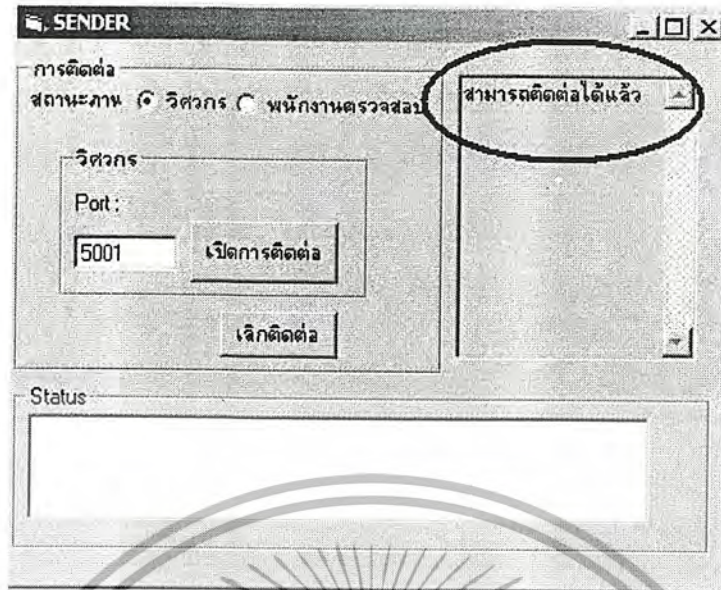 SENDER
การติดต่อ
สถานะภาพ วิศวกร พนักงานตรวจสอบ
สามารถติดต่อได้แล้ว
วิศวกร
Port :
5001 เปิดการติดต่อ
เลิกติดต่อ
Status